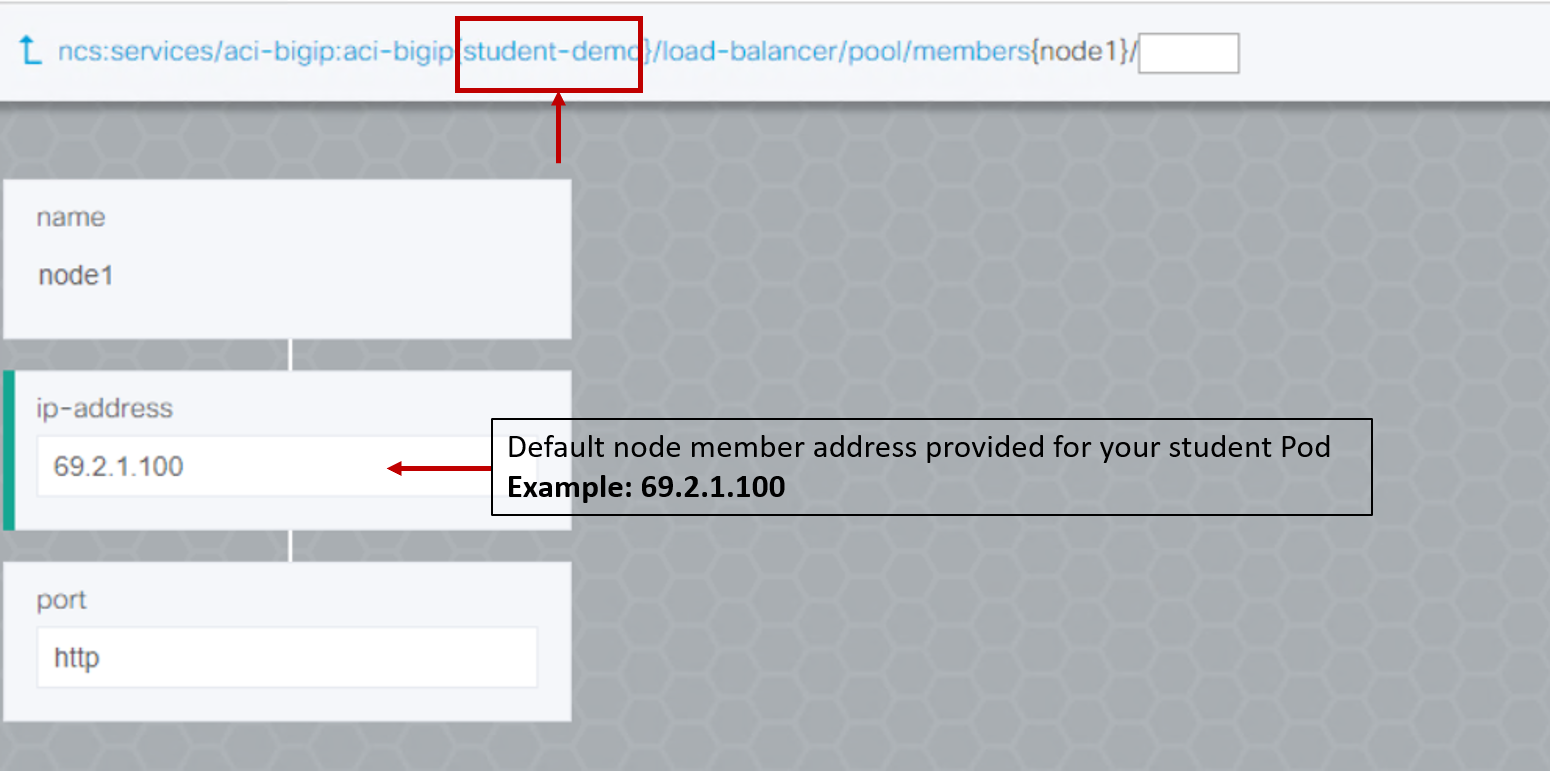 ncs:services/aci-bigip:aci-bigip{student-demo}/load-balancer/pool/members{node1}/
name
node1
ip-address
69.2.1.100
Default node member address provided for your student Pod
Example: 69.2.1.100
port
http